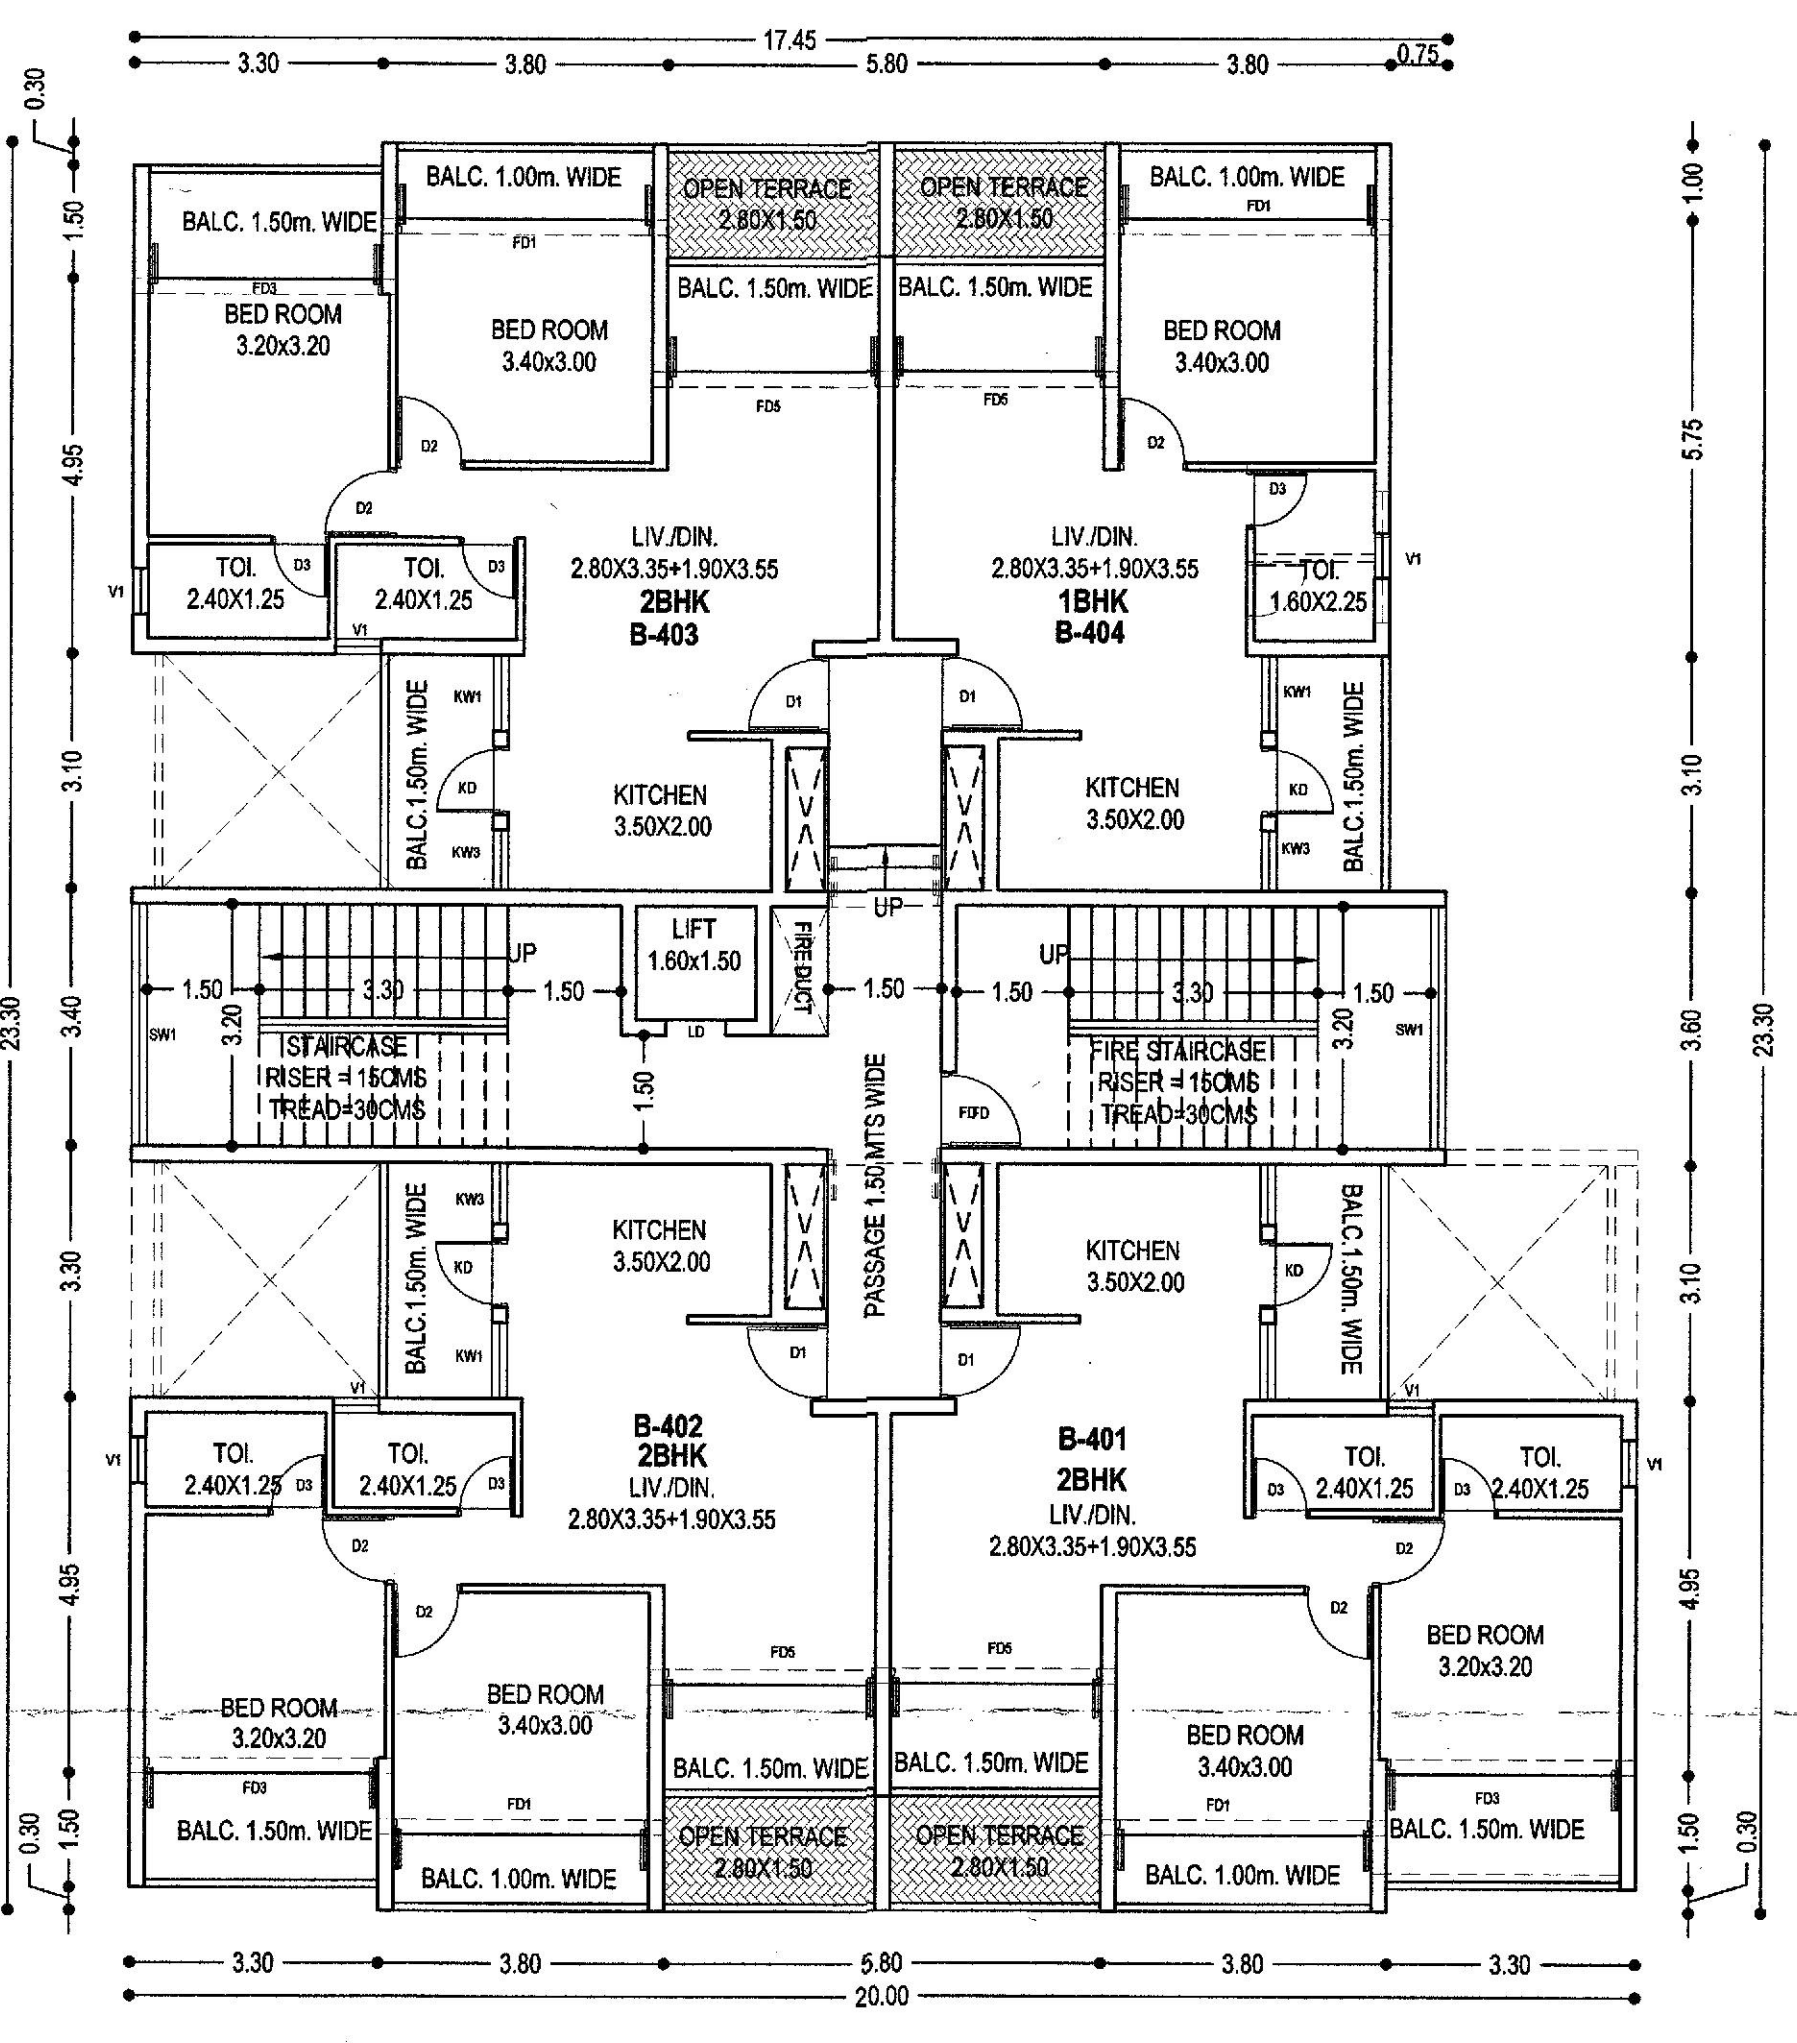 17.45
3.30
3.80
5.80
3.80
0.75
0.30
1.50
4.95
3.10
3.40
3.30
4.95
1.50
0.30
23.30
1.00
5.75
3.10
3.60
3.10
4.95
1.50
0.30
23.30
BALC. 1.50m. WIDE
FD3
BED ROOM
3.20x3.20
BALC. 1.00m. WIDE
FD1
BED ROOM
3.40x3.00
OPEN TERRACE
2.80X1.50
BALC. 1.50m. WIDE
FD5
OPEN TERRACE
2.80X1.50
BALC. 1.50m. WIDE
FD5
BALC. 1.00m. WIDE
FD1
BED ROOM
3.40x3.00
D2
D2
D2
D3
V1
TOI.
2.40X1.25
D3
TOI.
2.40X1.25
D3
V1
LIV./DIN.
2.80X3.35+1.90X3.55
2BHK
B-403
LIV./DIN.
2.80X3.35+1.90X3.55
1BHK
B-404
TOI.
1.60X2.25
V1
BALC.1.50m. WIDE
KW1
KD
KW3
D1
D1
KITCHEN
3.50X2.00
KITCHEN
3.50X2.00
KW1
KD
KW3
BALC.1.50m. WIDE
UP
UP
1.50
3.30
1.50
3.20
SW1
STAIRCASE
RISER = 15CMS
TREAD=30CMS
LIFT
1.60x1.50
LD
1.50
FIRE DUCT
1.50
PASSAGE 1.50 MTS WIDE
UP
1.50
3.30
1.50
3.20
SW1
FIRE STAIRCASE
RISER = 15CMS
TREAD=30CMS
BALC.1.50m. WIDE
KW3
KD
KW1
KITCHEN
3.50X2.00
KITCHEN
3.50X2.00
KD
BALC.1.50m. WIDE
D1
D1
V1
V1
V1
TOI.
2.40X1.25
D3
TOI.
2.40X1.25
D3
B-402
2BHK
LIV./DIN.
2.80X3.35+1.90X3.55
B-401
2BHK
LIV./DIN.
2.80X3.35+1.90X3.55
D3
TOI.
2.40X1.25
D3
TOI.
2.40X1.25
V1
D2
D2
D2
D2
BED ROOM
3.20x3.20
FD3
BALC. 1.50m. WIDE
BED ROOM
3.40x3.00
FD1
BALC. 1.00m. WIDE
FD5
BALC. 1.50m. WIDE
OPEN TERRACE
2.80X1.50
FD5
BALC. 1.50m. WIDE
OPEN TERRACE
2.80X1.50
BED ROOM
3.40x3.00
FD1
BALC. 1.00m. WIDE
BED ROOM
3.20x3.20
FD3
BALC. 1.50m. WIDE
3.30
3.80
5.80
3.80
3.30
20.00